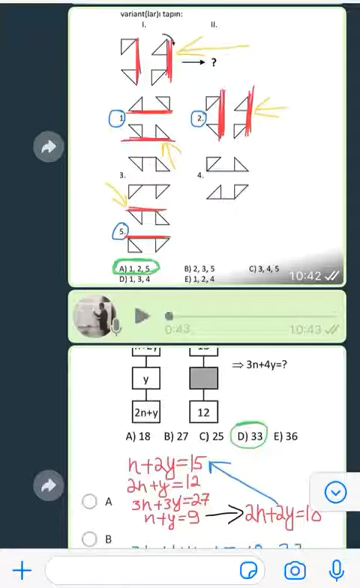 variant(lar)ı tapın:
I. II.
?
1. 2.
3. 4.
5.
A) 1, 2, 5 B) 2, 3, 5 C) 3, 4, 5
D) 1, 3, 4 E) 1, 2, 4
10:42
0:43 10:43
⇒ 3n+4y=?
y
2n+y 12
A) 18 B) 27 C) 25 D) 33 E) 36
n+2y=15
2n+y=12
3n+3y=27
n+y=9 → 2n+2y=18
A
B